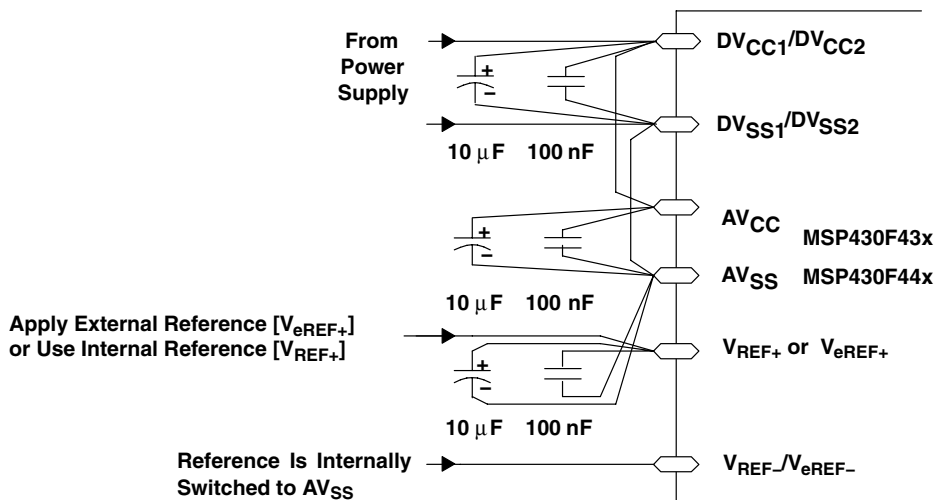 From
Power
Supply
DVCC1/DVCC2
+
−
DVSS1/DVSS2
10 μF 100 nF
AVCC
MSP430F43x
+
−
AVSS
MSP430F44x
10 μF 100 nF
Apply External Reference [VeREF+]
or Use Internal Reference [VREF+]
VREF+ or VeREF+
+
−
10 μF 100 nF
Reference Is Internally
Switched to AVSS
VREF−/VeREF−